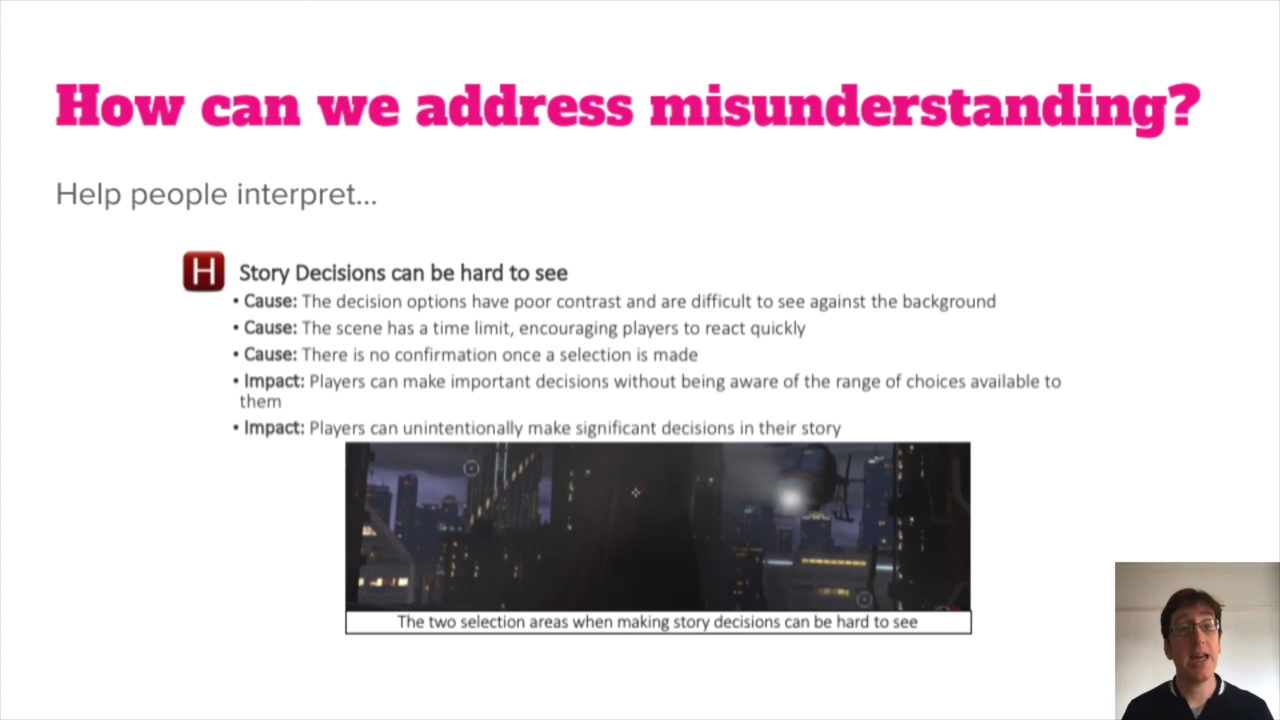 How can we address misunderstanding?
Help people interpret...
H Story Decisions can be hard to see
• Cause: The decision options have poor contrast and are difficult to see against the background
• Cause: The scene has a time limit, encouraging players to react quickly
• Cause: There is no confirmation once a selection is made
• Impact: Players can make important decisions without being aware of the range of choices available to
them
• Impact: Players can unintentionally make significant decisions in their story
The two selection areas when making story decisions can be hard to see